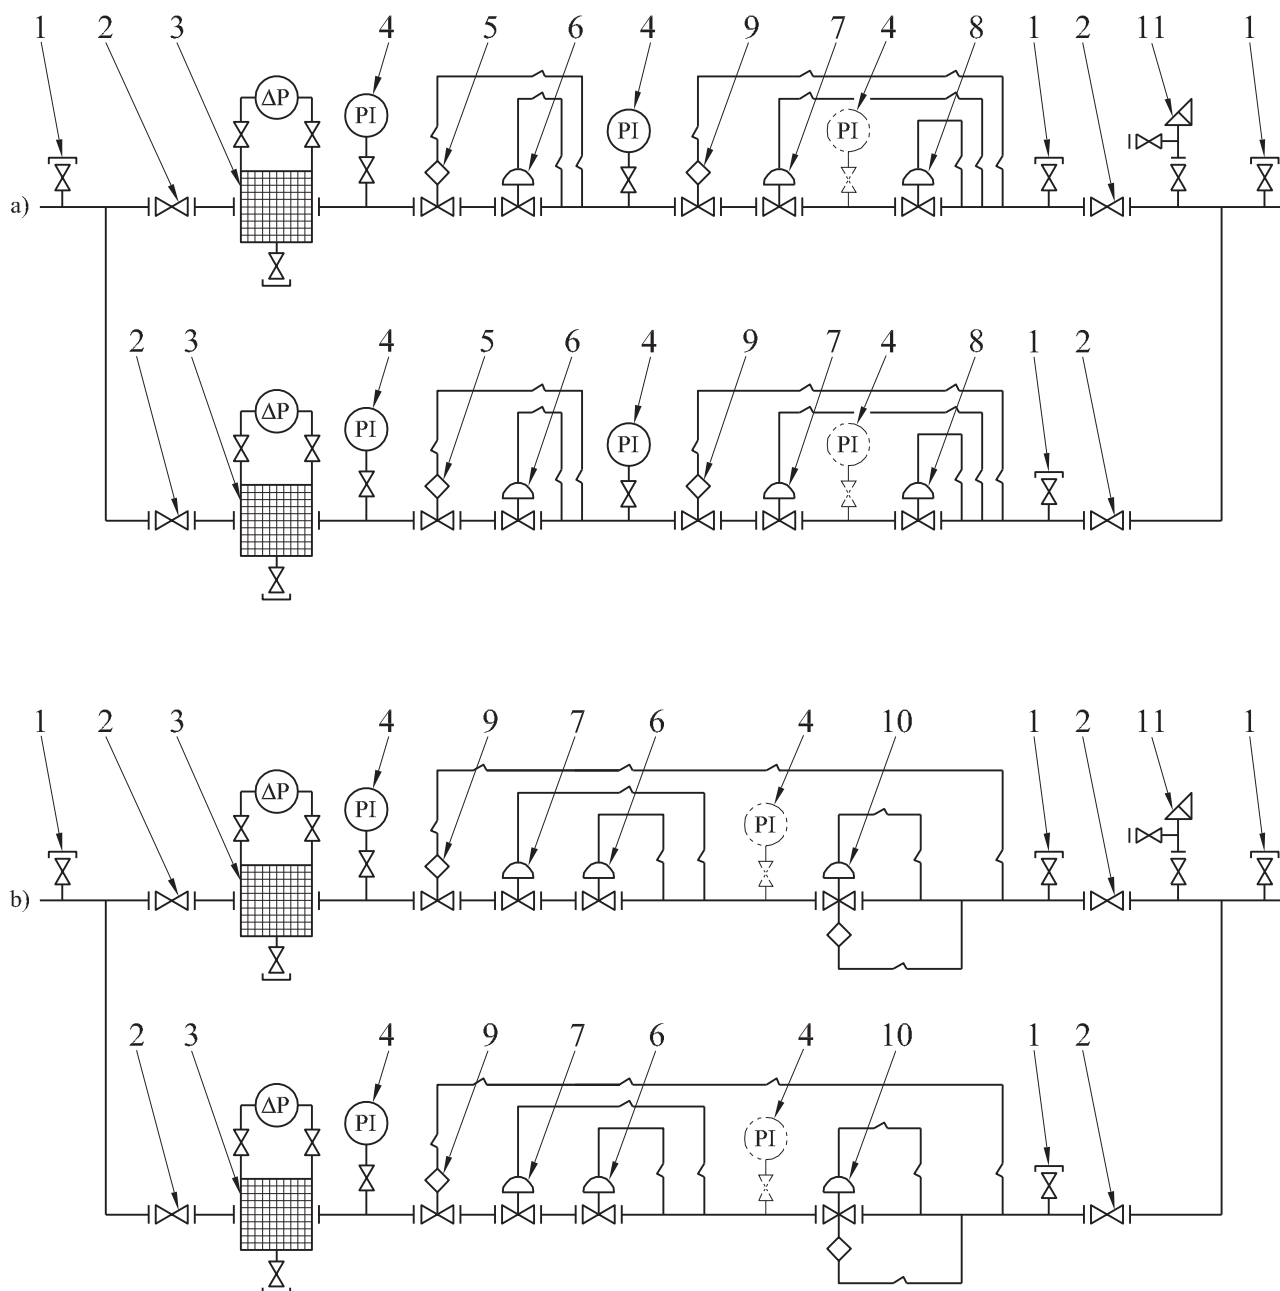 1 2 3 4 5 6 4 9 7 4 8 1 2 11 1
ΔP PI PI PI
a)
2 3 4 5 6 4 9 7 4 8 1 2
ΔP PI PI PI
1 2 3 4 9 7 6 4 10 1 2 11 1
ΔP PI PI
b)
2 3 4 9 7 6 4 10 1 2
ΔP PI PI